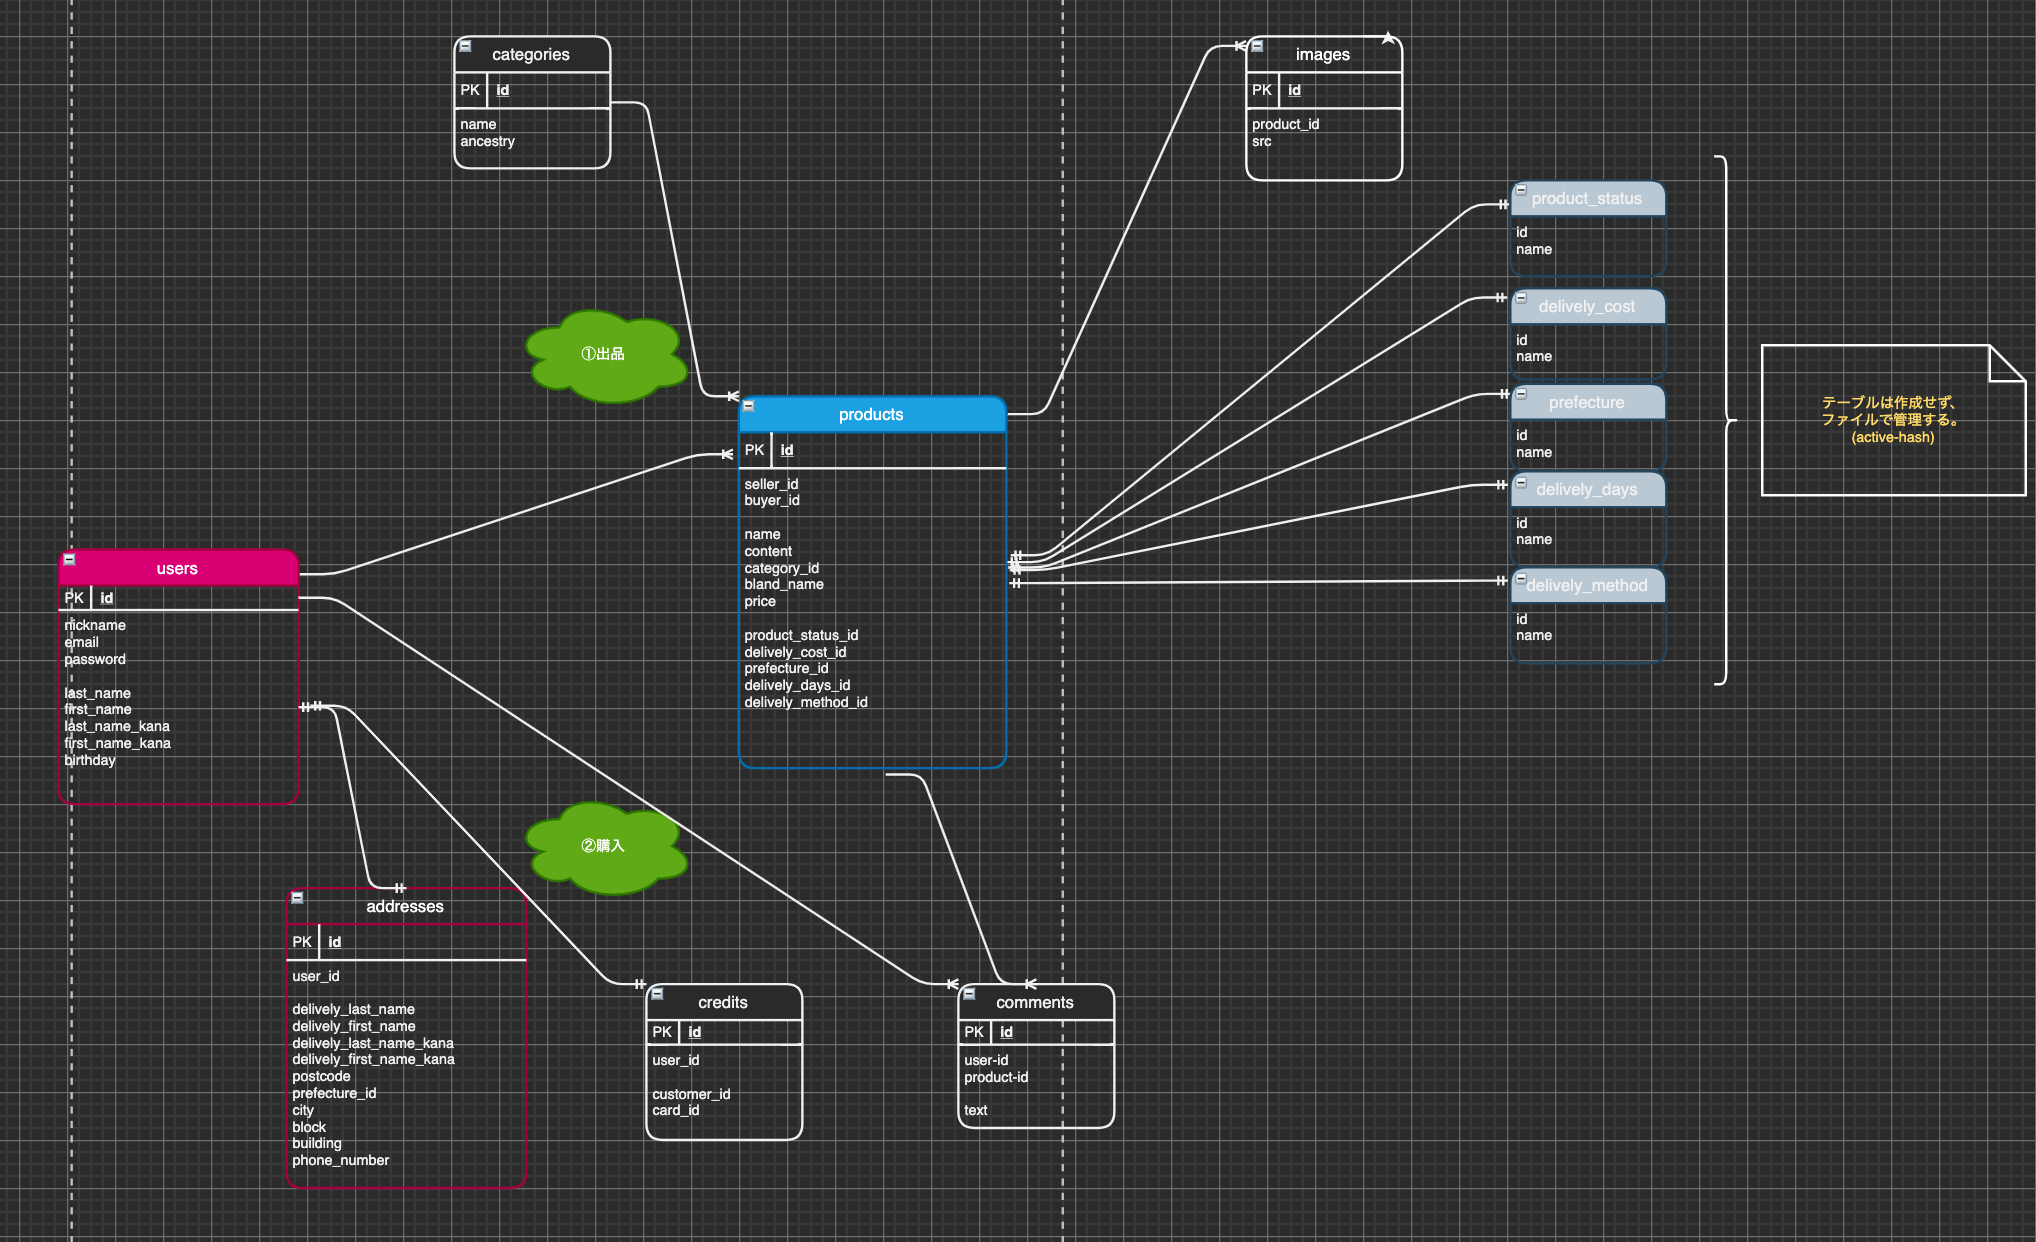 categories
PK id
name
ancestry
images
PK id
product_id
src
product_status
id
name
delively_cost
id
name
prefecture
id
name
delively_days
id
name
delively_method
id
name
テーブルは作成せず、
ファイルで管理する。
(active-hash)
①出品
products
PK id
seller_id
buyer_id
name
content
category_id
bland_name
price
product_status_id
delively_cost_id
prefecture_id
delively_days_id
delively_method_id
users
PK id
nickname
email
password
last_name
first_name
last_name_kana
first_name_kana
birthday
②購入
addresses
PK id
user_id
delively_last_name
delively_first_name
delively_last_name_kana
delively_first_name_kana
postcode
prefecture_id
city
block
building
phone_number
credits
PK id
user_id
customer_id
card_id
comments
PK id
user-id
product-id
text